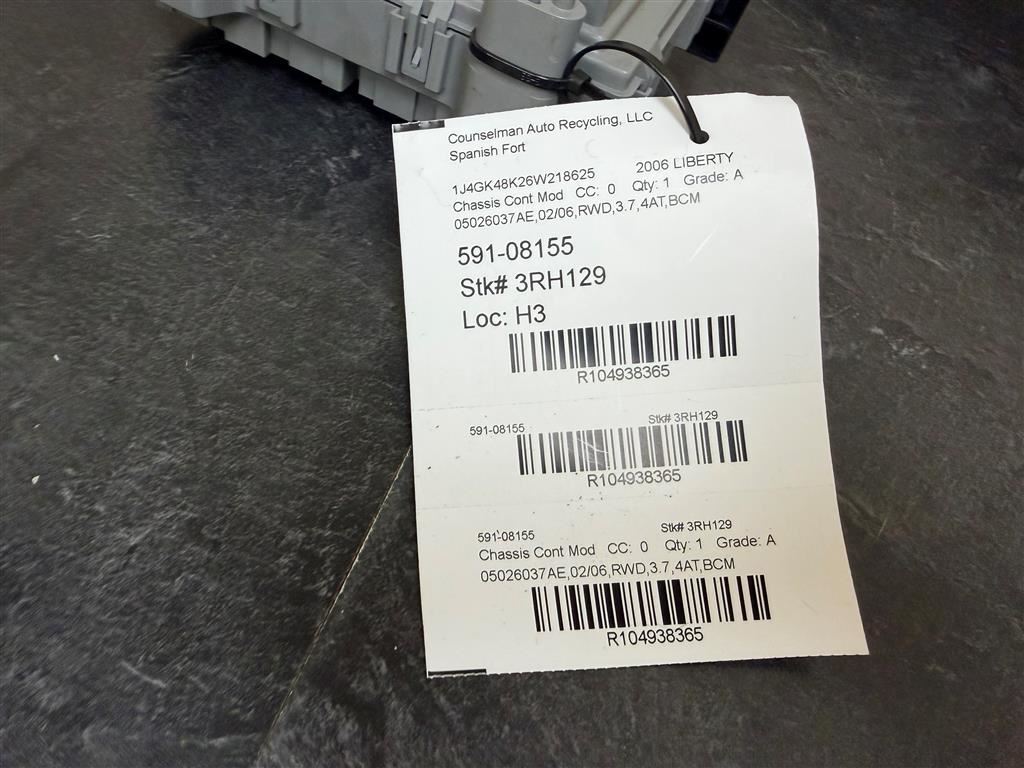 Counselman Auto Recycling, LLC
Spanish Fort
1J4GK48K26W218625 2006 LIBERTY
Chassis Cont Mod CC: 0 Qty: 1 Grade: A
05026037AE,02/06,RWD,3.7,4AT,BCM
591-08155
Stk# 3RH129
Loc: H3
R104938365
591-08155 Stk# 3RH129
R104938365
591-08155 Stk# 3RH129
Chassis Cont Mod CC: 0 Qty: 1 Grade: A
05026037AE,02/06,RWD,3.7,4AT,BCM
R104938365